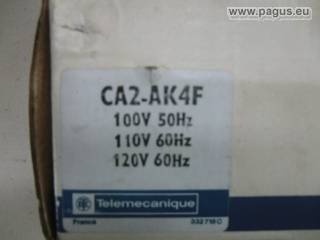 www.pagus.eu
CA2-AK4F
100V 50Hz
110V 60Hz
120V 60Hz
Telemecanique
France